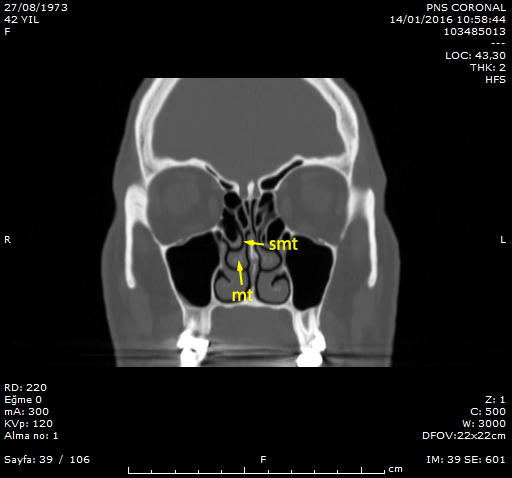 27/08/1973
42 YIL
F
PNS CORONAL
14/01/2016 10:58:44
103485013
---
LOC: 43,30
THK: 2
HFS
R
L
smt
mt
RD: 220
Eğme 0
mA: 300
KVp: 120
Alma no: 1
Sayfa: 39 / 106
Z: 1
C: 500
W: 3000
DFOV:22x22cm
IM: 39 SE: 601
F
cm